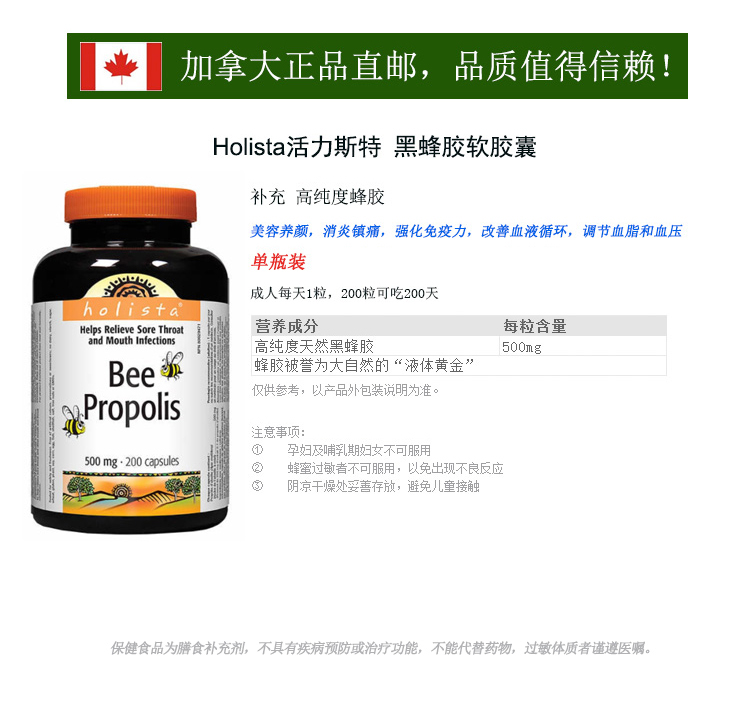 加拿大正品直邮，品质值得信赖！
Holista活力斯特 黑蜂胶软胶囊
补充 高纯度蜂胶
美容养颜，消炎镇痛，强化免疫力，改善血液循环，调节血脂和血压
单瓶装
成人每天1粒，200粒可吃200天
营养成分 每粒含量
高纯度天然黑蜂胶 500mg
蜂胶被誉为大自然的“液体黄金”
仅供参考，以产品外包装说明为准。
注意事项：
① 孕妇及哺乳期妇女不可服用
② 蜂蜜过敏者不可服用，以免出现不良反应
③ 阴凉干燥处妥善存放，避免儿童接触
holista®
Helps Relieve Sore Throat
and Mouth Infections
Bee
Propolis
500 mg · 200 capsules
保健食品为膳食补充剂，不具有疾病预防或治疗功能，不能代替药物，过敏体质者谨遵医嘱。